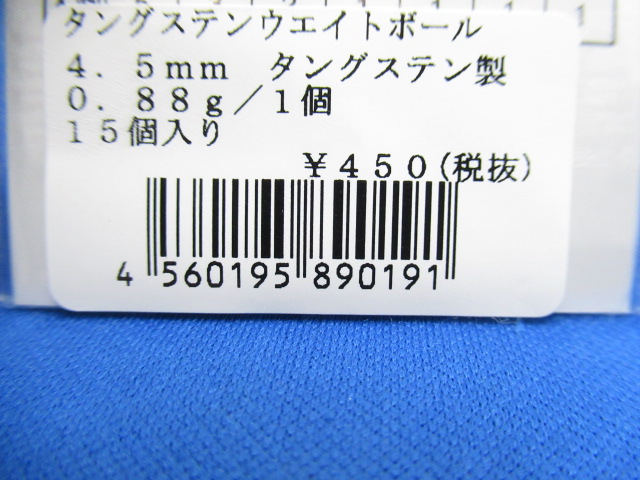 タングステンウエイトボール
４．５ｍｍ　タングステン製
０．８８ｇ／１個
１５個入り
￥４５０(税抜)
4 560195 890191